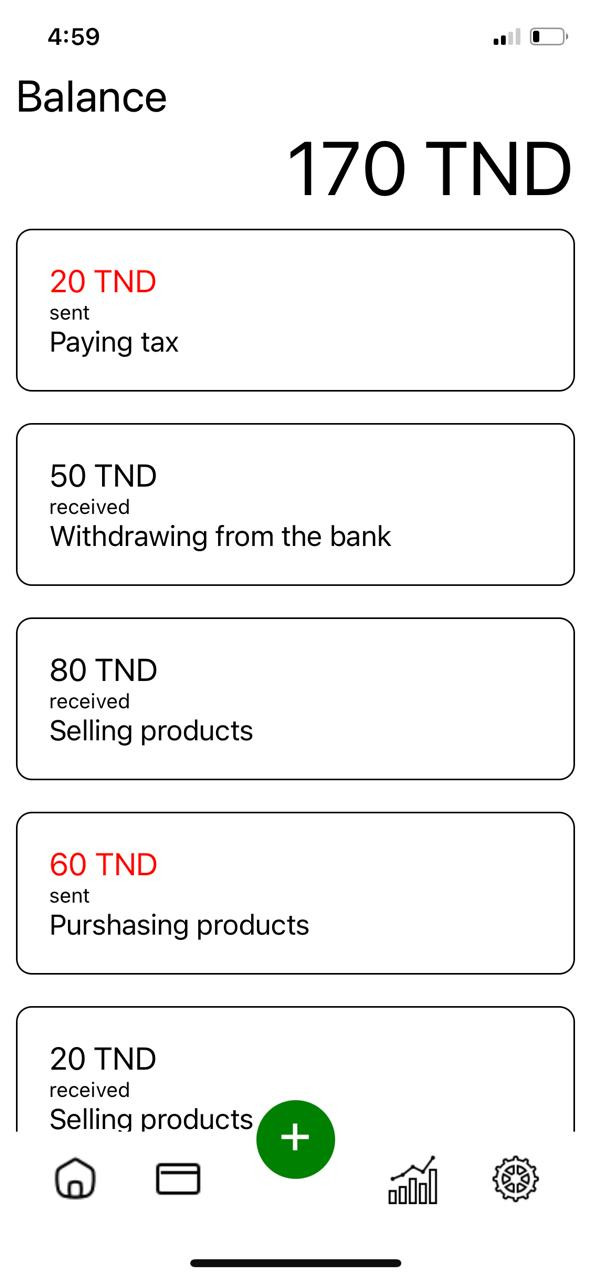 4:59
Balance
170 TND
20 TND
sent
Paying tax
50 TND
received
Withdrawing from the bank
80 TND
received
Selling products
60 TND
sent
Purshasing products
20 TND
received
Selling products
+